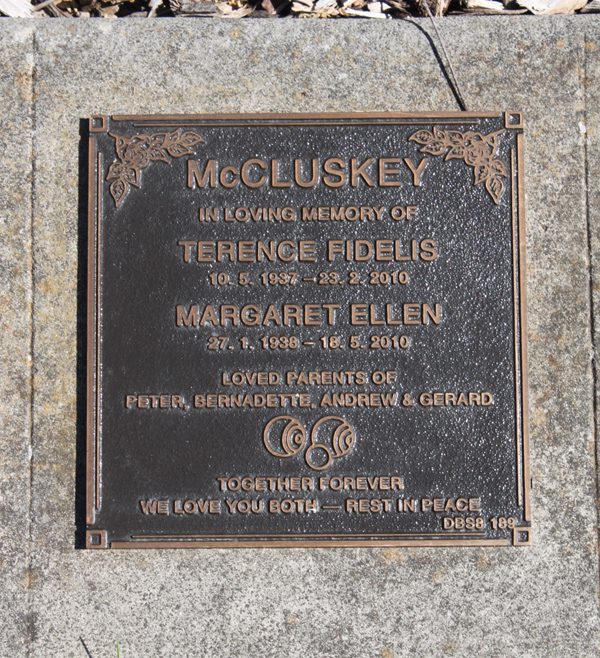 McCLUSKEY
IN LOVING MEMORY OF
TERENCE FIDELIS
10. 5. 1937 – 23. 2. 2010
MARGARET ELLEN
27. 1. 1938 – 18. 5. 2010
LOVED PARENTS OF
PETER, BERNADETTE, ANDREW & GERARD
TOGETHER FOREVER
WE LOVE YOU BOTH — REST IN PEACE
DBS8 189